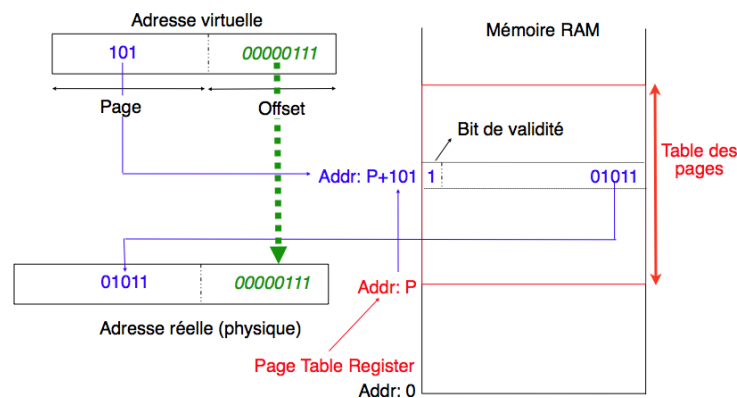 Adresse virtuelle
101 00000111
Page Offset
Mémoire RAM
Bit de validité
Addr: P+101 1 01011
Table des
pages
01011 00000111
Adresse réelle (physique)
Addr: P
Page Table Register
Addr: 0